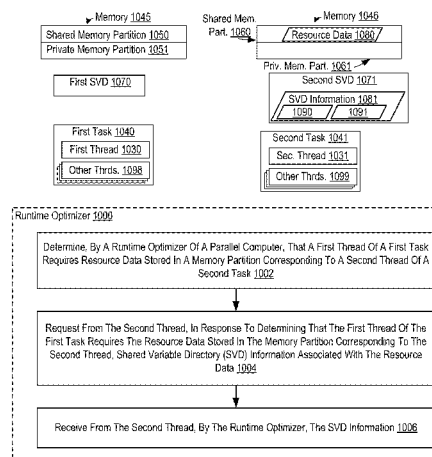 Memory 1045
Shared Memory Partition 1050
Private Memory Partition 1051
Shared Mem.
Part. 1060
Memory 1046
Resource Data 1080
Priv. Mem. Part. 1061
First SVD 1070
Second SVD 1071
SVD Information 1081
1090 1091
First Task 1040
First Thread 1030
Other Thrds. 1098
Second Task 1041
Sec. Thread 1031
Other Thrds. 1099
Runtime Optimizer 1000
Determine, By A Runtime Optimizer Of A Parallel Computer, That A First Thread Of A First Task
Requires Resource Data Stored In A Memory Partition Corresponding To A Second Thread Of A
Second Task 1002
Request From The Second Thread, In Response To Determining That The First Thread Of The
First Task Requires The Resource Data Stored In The Memory Partition Corresponding To The
Second Thread, Shared Variable Directory (SVD) Information Associated With The Resource
Data 1004
Receive From The Second Thread, By The Runtime Optimizer, The SVD Information 1006